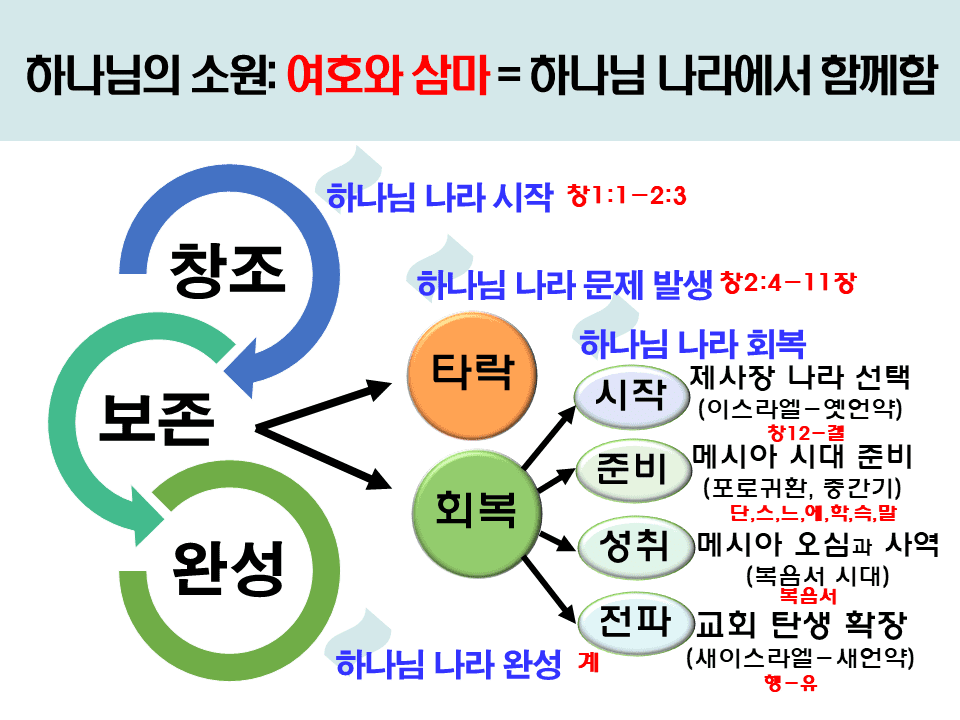 하나님의 소원: 여호와 삼마 = 하나님 나라에서 함께함
하나님 나라 시작 창1:1-2:3
창조
하나님 나라 문제 발생 창2:4-11장
타락
하나님 나라 회복
보존
회복
시작 제사장 나라 선택
(이스라엘-옛언약)
창12-겔
준비 메시아 시대 준비
(포로귀환, 중간기)
단,스,느,에,학,슥,말
성취 메시아 오심과 사역
(복음서 시대)
복음서
전파 교회 탄생 확장
(새이스라엘-새언약)
행-유
완성
하나님 나라 완성 계